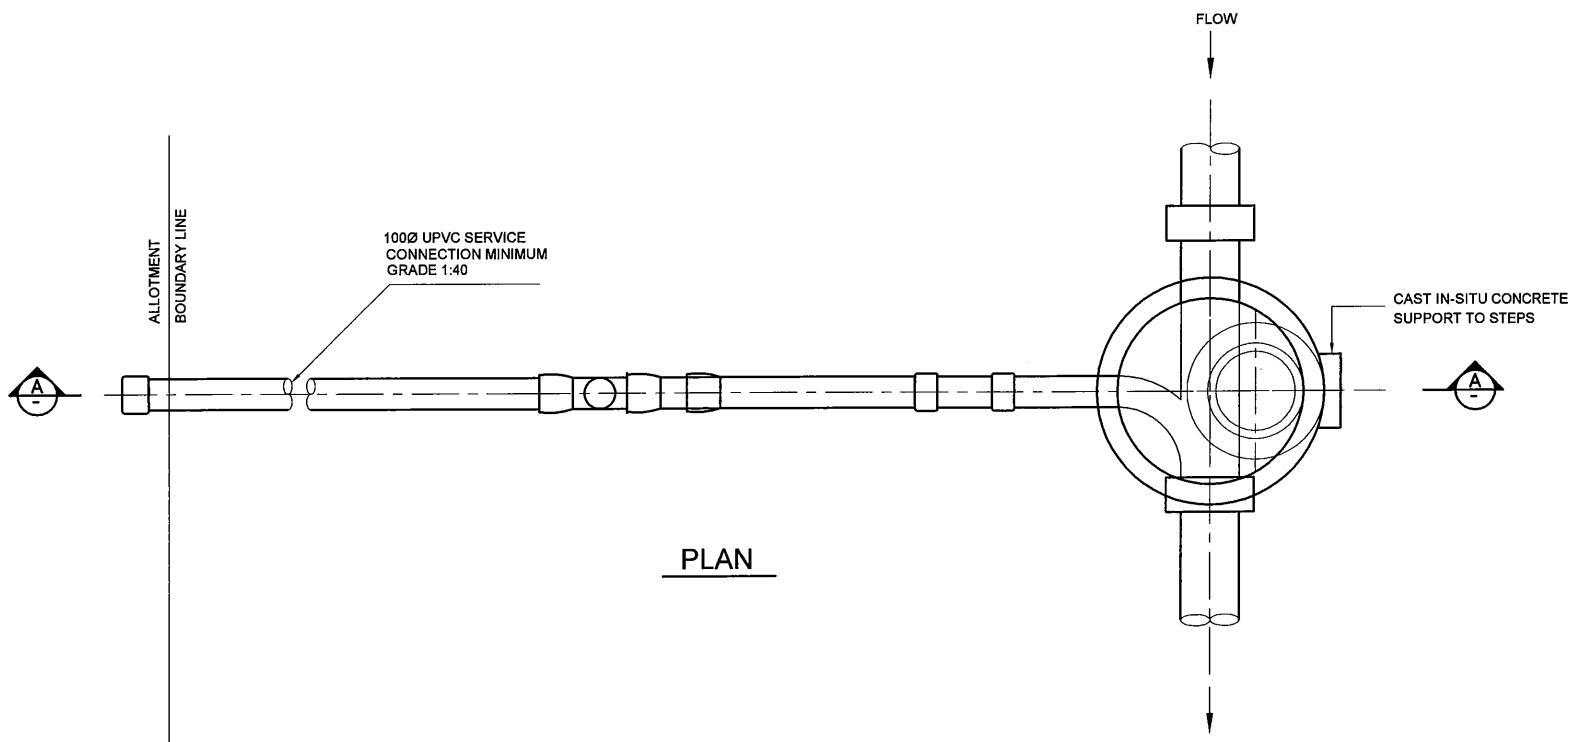 FLOW
100Ø UPVC SERVICE
CONNECTION MINIMUM
GRADE 1:40
ALLOTMENT
BOUNDARY LINE
CAST IN-SITU CONCRETE
SUPPORT TO STEPS
A
-
A
-
PLAN